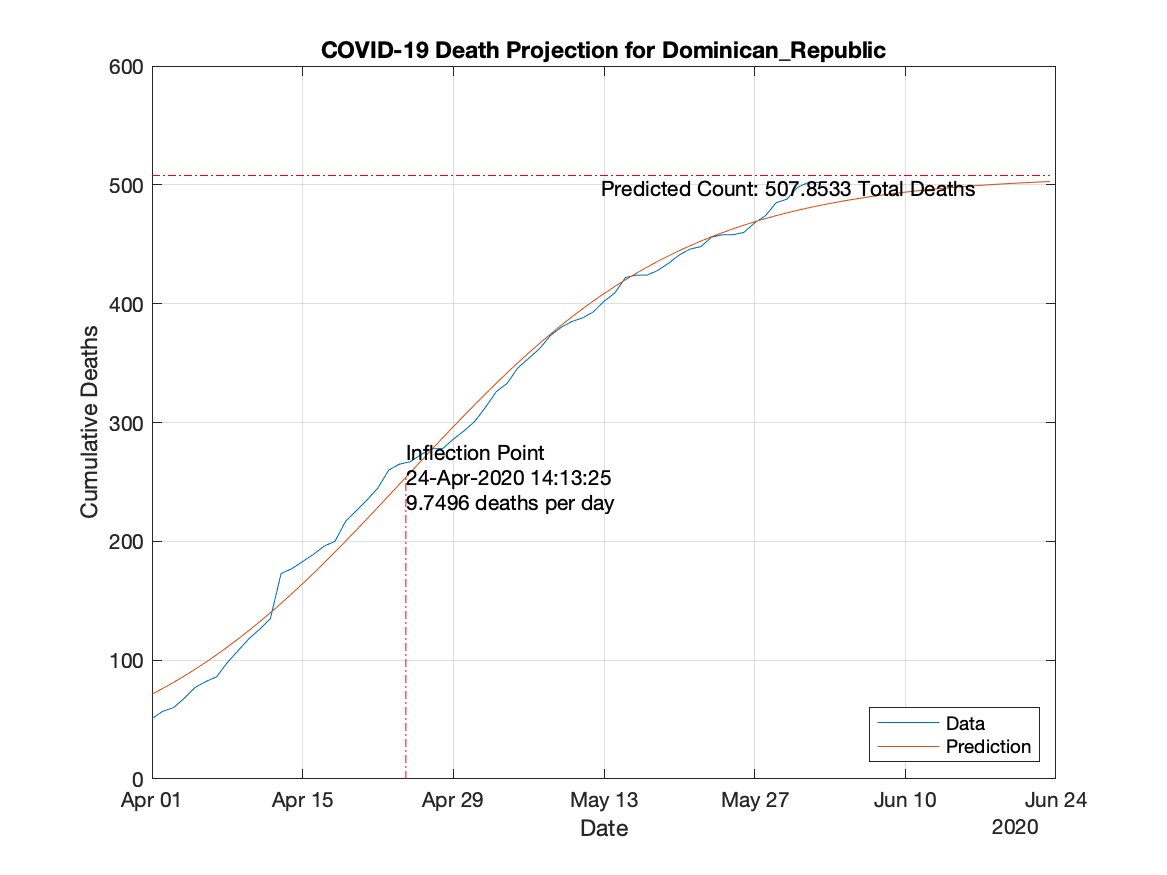 COVID-19 Death Projection for Dominican_Republic
600
500
400
300
200
100
0
Cumulative Deaths
Predicted Count: 507.8533 Total Deaths
Inflection Point
24-Apr-2020 14:13:25
9.7496 deaths per day
Data
Prediction
Apr 01 Apr 15 Apr 29 May 13 May 27 Jun 10 Jun 24
Date
2020